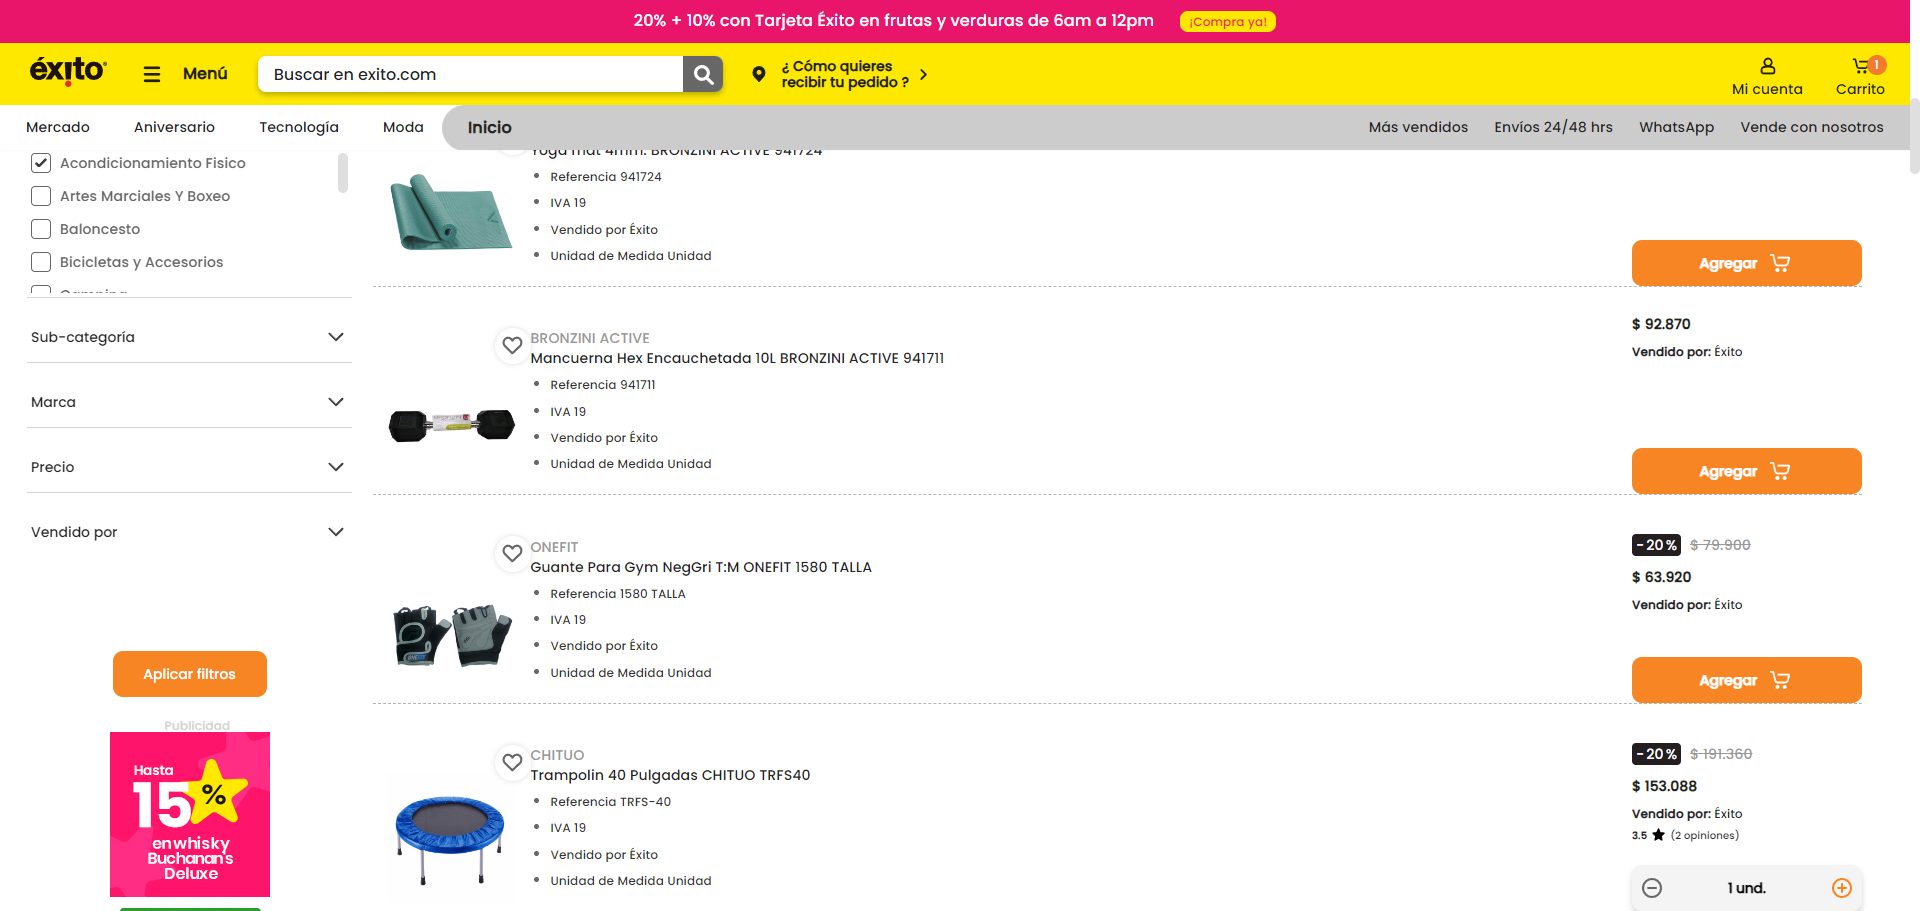 20% + 10% con Tarjeta Éxito en frutas y verduras de 6am a 12pm
¡Compra ya!
éxito
Menú
Buscar en exito.com
¿ Cómo quieres
recibir tu pedido ?
Mi cuenta
1
Carrito
Mercado
Aniversario
Tecnología
Moda
Inicio
Más vendidos
Envíos 24/48 hrs
WhatsApp
Vende con nosotros
Acondicionamiento Fisico
Artes Marciales Y Boxeo
Baloncesto
Bicicletas y Accesorios
Sub-categoría
Marca
Precio
Vendido por
Aplicar filtros
Publicidad
Hasta
15%
en whisky
Buchanan's
Deluxe
Yoga mat 4mm. BRONZINI ACTIVE 941724
Referencia 941724
IVA 19
Vendido por Éxito
Unidad de Medida Unidad
Agregar
BRONZINI ACTIVE
Mancuerna Hex Encauchetada 10L BRONZINI ACTIVE 941711
Referencia 941711
IVA 19
Vendido por Éxito
Unidad de Medida Unidad
$ 92.870
Vendido por: Éxito
Agregar
ONEFIT
Guante Para Gym NegGri T:M ONEFIT 1580 TALLA
Referencia 1580 TALLA
IVA 19
Vendido por Éxito
Unidad de Medida Unidad
-20% $ 79.900
$ 63.920
Vendido por: Éxito
Agregar
CHITUO
Trampolin 40 Pulgadas CHITUO TRFS40
Referencia TRFS-40
IVA 19
Vendido por Éxito
Unidad de Medida Unidad
-20% $ 191.360
$ 153.088
Vendido por: Éxito
3.5 (2 opiniones)
1 und.